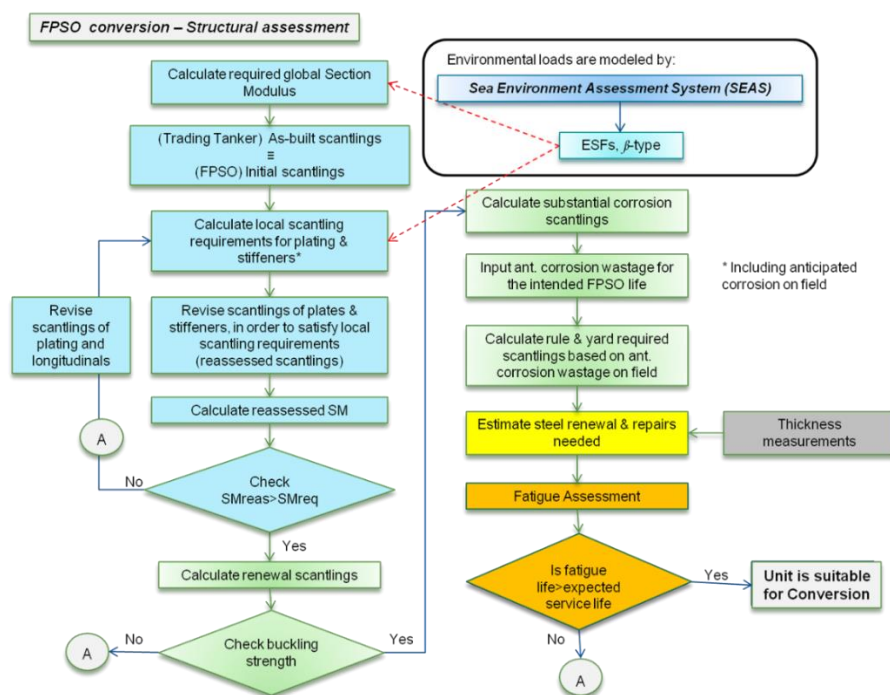 FPSO conversion – Structural assessment
Calculate required global Section
Modulus
(Trading Tanker) As-built scantlings
≡
(FPSO) Initial scantlings
Calculate local scantling
requirements for plating &
stiffeners*
Revise
scantlings of
plating and
longitudinals
Revise scantlings of plates &
stiffeners, in order to satisfy local
scantling requirements
(reassessed scantlings)
Calculate reassessed SM
A
No
Check
SMreas>SMreq
Yes
Calculate renewal scantlings
No
A
Check buckling
strength
Yes
Environmental loads are modeled by:
Sea Environment Assessment System (SEAS)
ESFs, β-type
Calculate substantial corrosion
scantlings
Input ant. corrosion wastage for
the intended FPSO life
* Including anticipated
corrosion on field
Calculate rule & yard required
scantlings based on ant.
corrosion wastage on field
Estimate steel renewal & repairs
needed
Thickness
measurements
Fatigue Assessment
Is fatigue
life>expected
service life
Yes
Unit is suitable
for Conversion
No
A